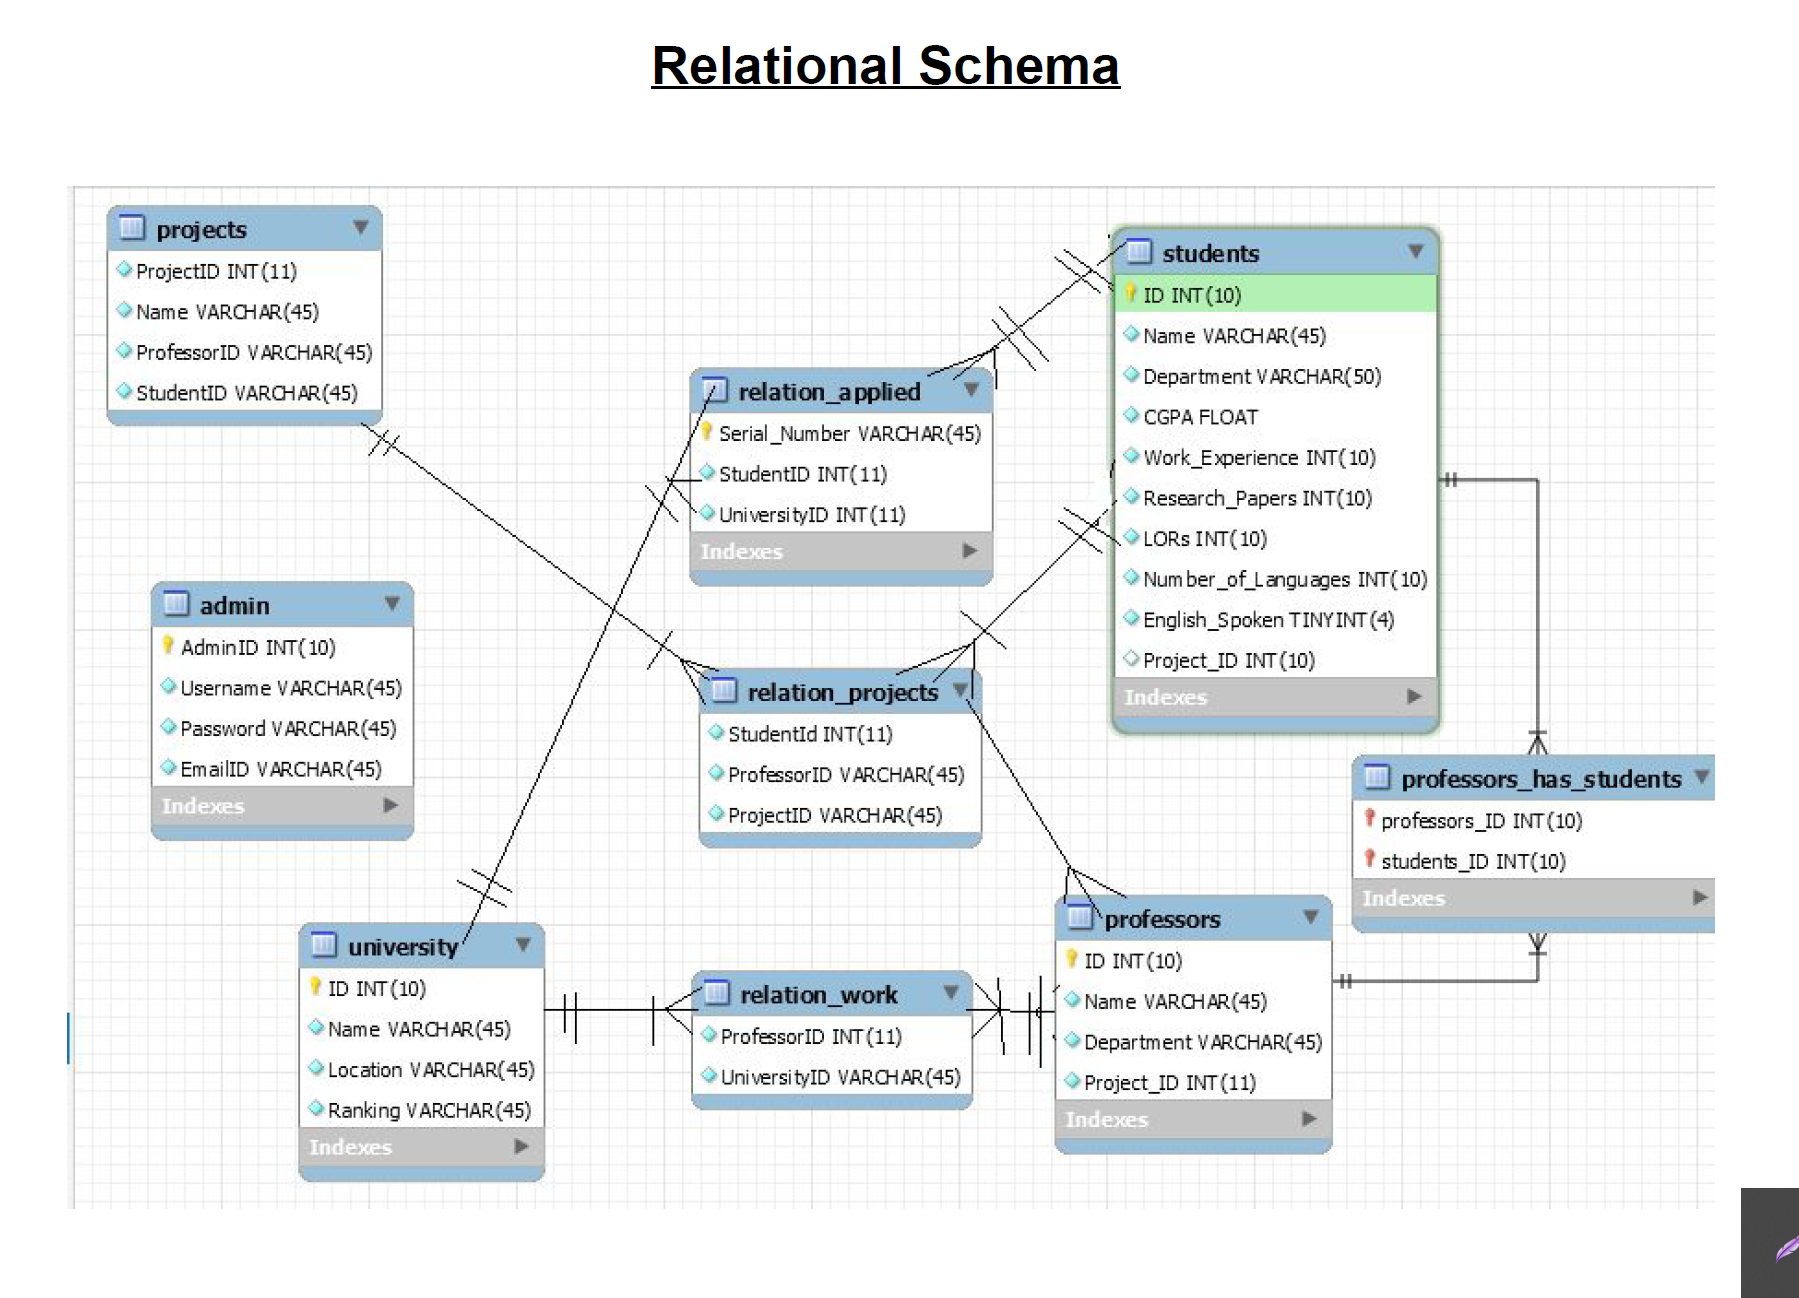 Relational Schema
projects
ProjectID INT(11)
Name VARCHAR(45)
ProfessorID VARCHAR(45)
StudentID VARCHAR(45)
students
ID INT(10)
Name VARCHAR(45)
Department VARCHAR(50)
CGPA FLOAT
Work_Experience INT(10)
Research_Papers INT(10)
LORs INT(10)
Number_of_Languages INT(10)
English_Spoken TINYINT(4)
Project_ID INT(10)
Indexes
relation_applied
Serial_Number VARCHAR(45)
StudentID INT(11)
UniversityID INT(11)
Indexes
admin
AdminID INT(10)
Username VARCHAR(45)
Password VARCHAR(45)
EmailID VARCHAR(45)
Indexes
relation_projects
StudentId INT(11)
ProfessorID VARCHAR(45)
ProjectID VARCHAR(45)
professors_has_students
professors_ID INT(10)
students_ID INT(10)
Indexes
university
ID INT(10)
Name VARCHAR(45)
Location VARCHAR(45)
Ranking VARCHAR(45)
Indexes
relation_work
ProfessorID INT(11)
UniversityID VARCHAR(45)
professors
ID INT(10)
Name VARCHAR(45)
Department VARCHAR(45)
Project_ID INT(11)
Indexes